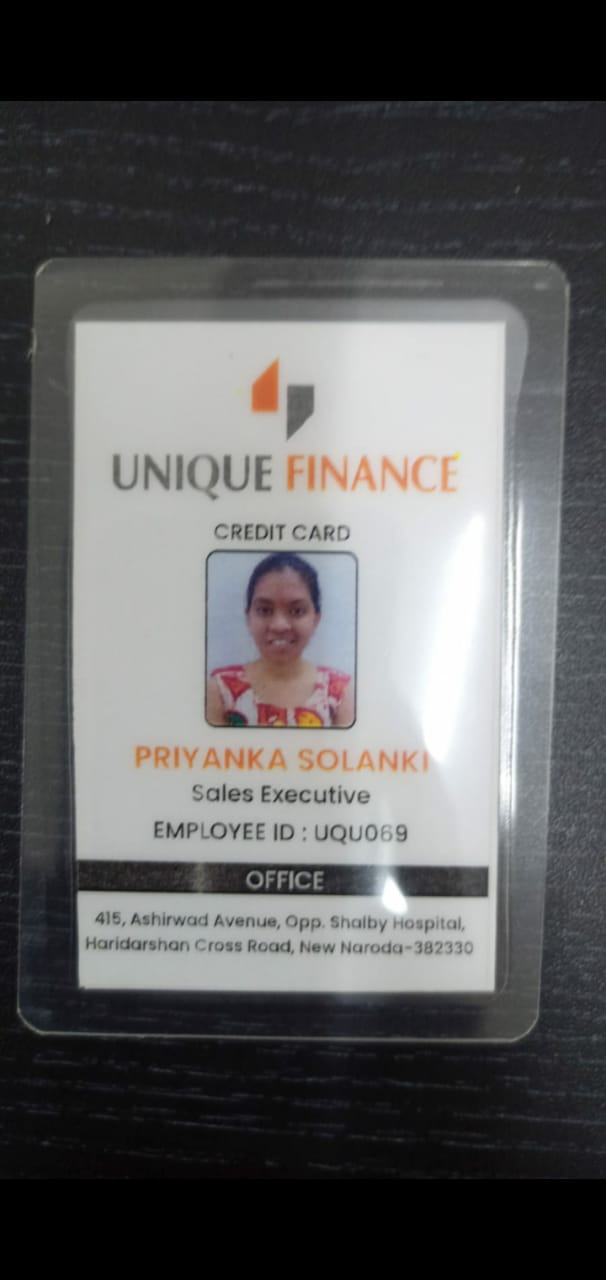 UNIQUE FINANCE
CREDIT CARD
PRIYANKA SOLANKI
Sales Executive
EMPLOYEE ID : UQU069
OFFICE
415, Ashirwad Avenue, Opp. Shalby Hospital,
Haridarshan Cross Road, New Naroda-382330